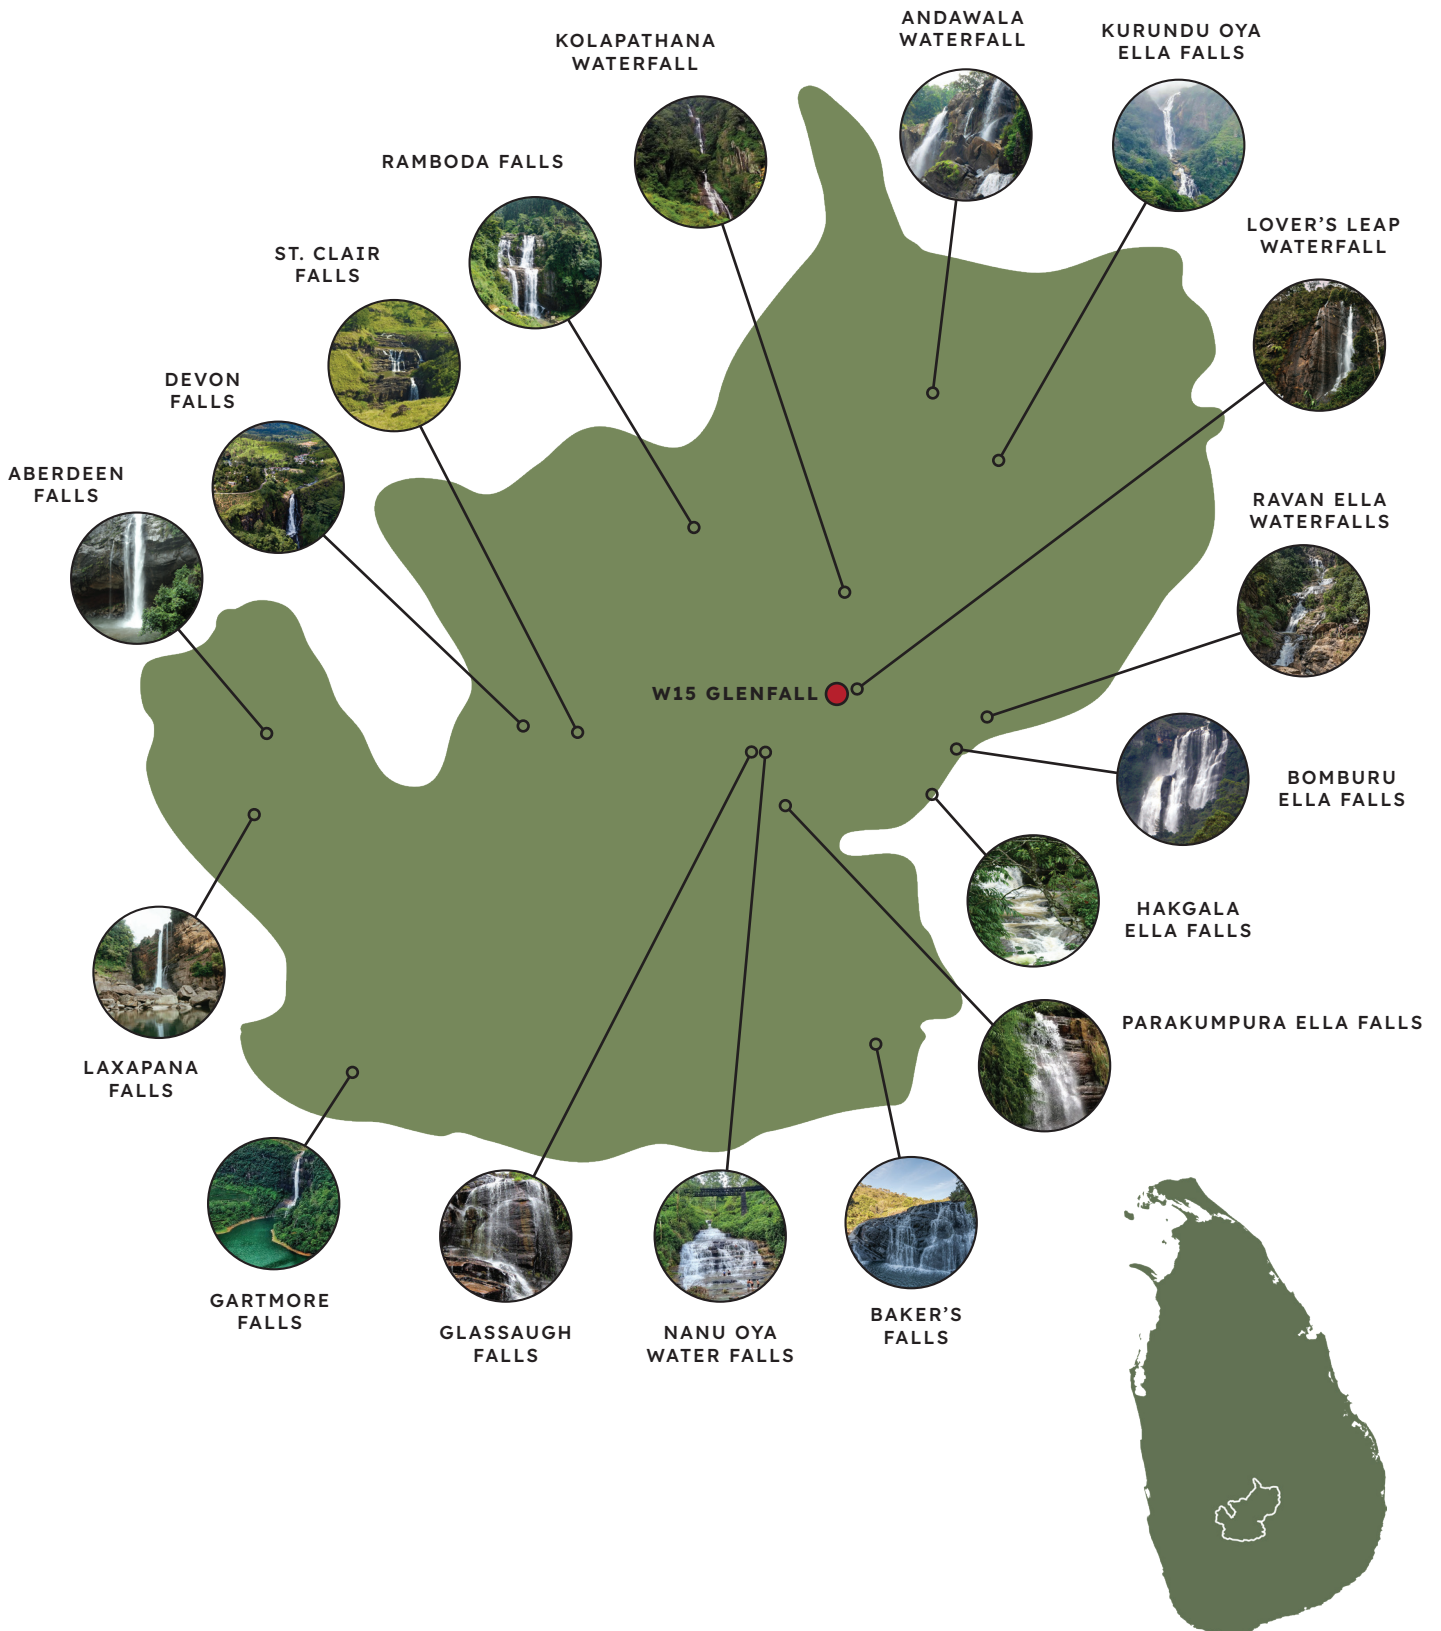 ANDAWALA
WATERFALL
KURUNDU OYA
ELLA FALLS
KOLAPATHANA
WATERFALL
RAMBODA FALLS
LOVER’S LEAP
WATERFALL
ST. CLAIR
FALLS
DEVON
FALLS
ABERDEEN
FALLS
RAVAN ELLA
WATERFALLS
W15 GLENFALL
BOMBURU
ELLA FALLS
HAKGALA
ELLA FALLS
PARAKUMPURA ELLA FALLS
LAXAPANA
FALLS
GARTMORE
FALLS
GLASSAUGH
FALLS
NANU OYA
WATER FALLS
BAKER’S
FALLS